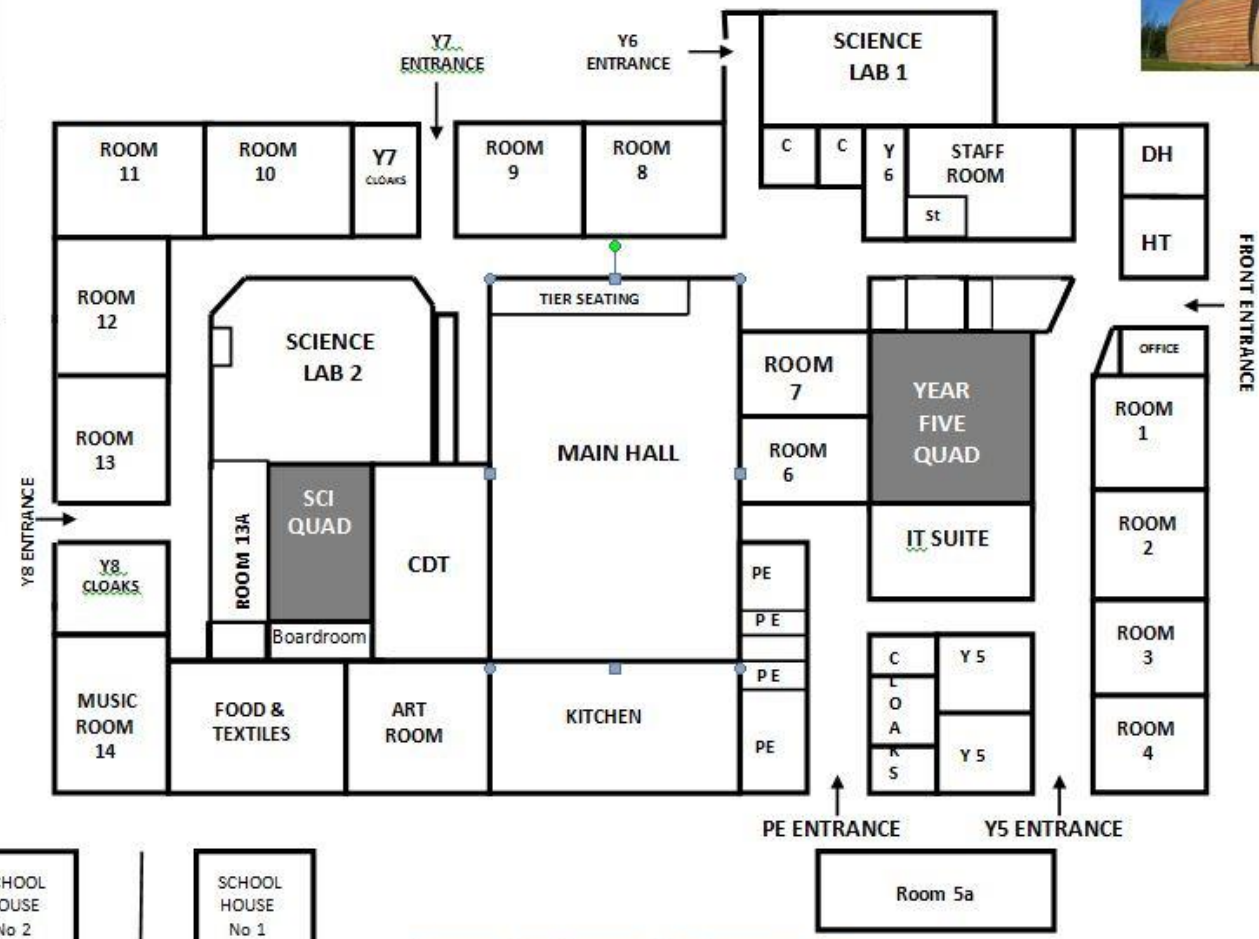 Y7
ENTRANCE
Y6
ENTRANCE
SCIENCE
LAB 1
ROOM
11
ROOM
10
Y7
CLOAKS
ROOM
9
ROOM
8
C
C
Y
6
STAFF
ROOM
St
DH
HT
FRONT ENTRANCE
ROOM
12
SCIENCE
LAB 2
TIER SEATING
MAIN HALL
ROOM
7
YEAR
FIVE
QUAD
OFFICE
ROOM
1
ROOM
13
ROOM
6
Y8 ENTRANCE
SCI
QUAD
ROOM 13A
CDT
IT SUITE
ROOM
2
Y8
CLOAKS
PE
P E
Boardroom
P E
PE
C
L
O
A
K
S
Y 5
Y 5
ROOM
3
MUSIC
ROOM
14
FOOD &
TEXTILES
ART
ROOM
KITCHEN
ROOM
4
PE ENTRANCE
Y5 ENTRANCE
CHOOL
OUSE
No 2
SCHOOL
HOUSE
No 1
Room 5a